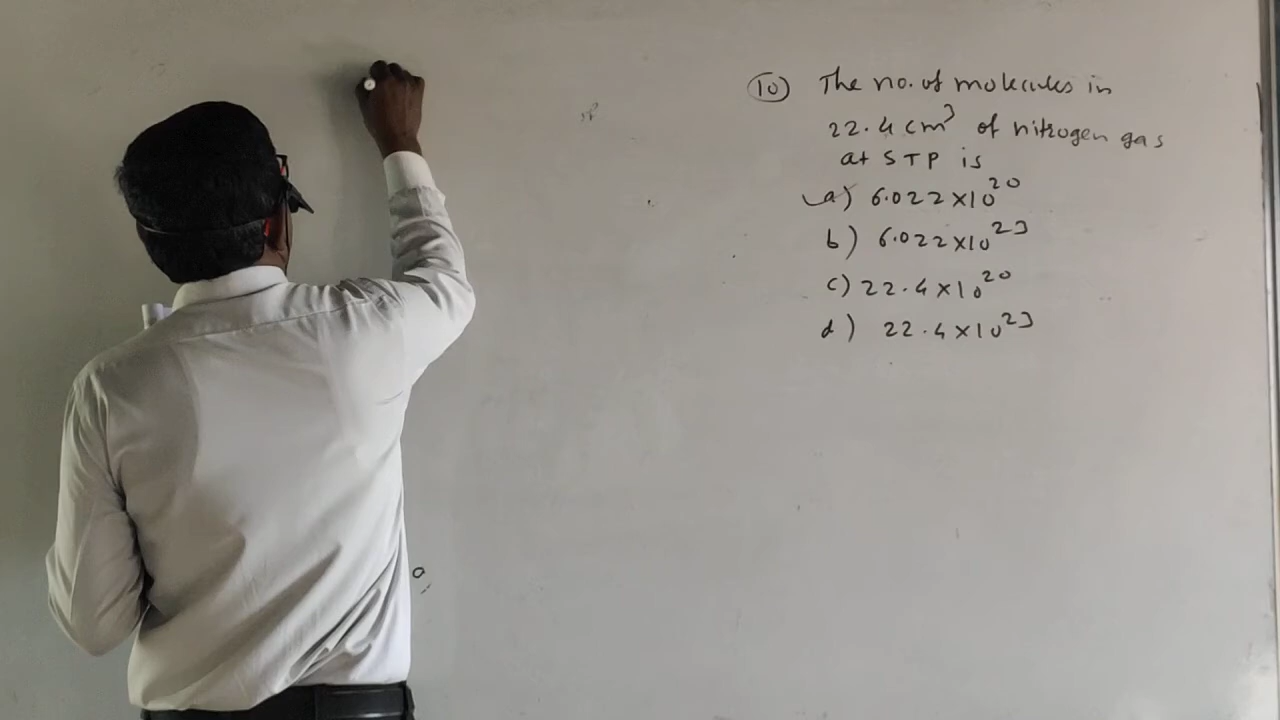 10) The no. of molecules in
22.4 cm³ of nitrogen gas
at STP is
a) 6.022×10²⁰
b) 6.022×10²³
c) 22.4×10²⁰
d) 22.4×10²³